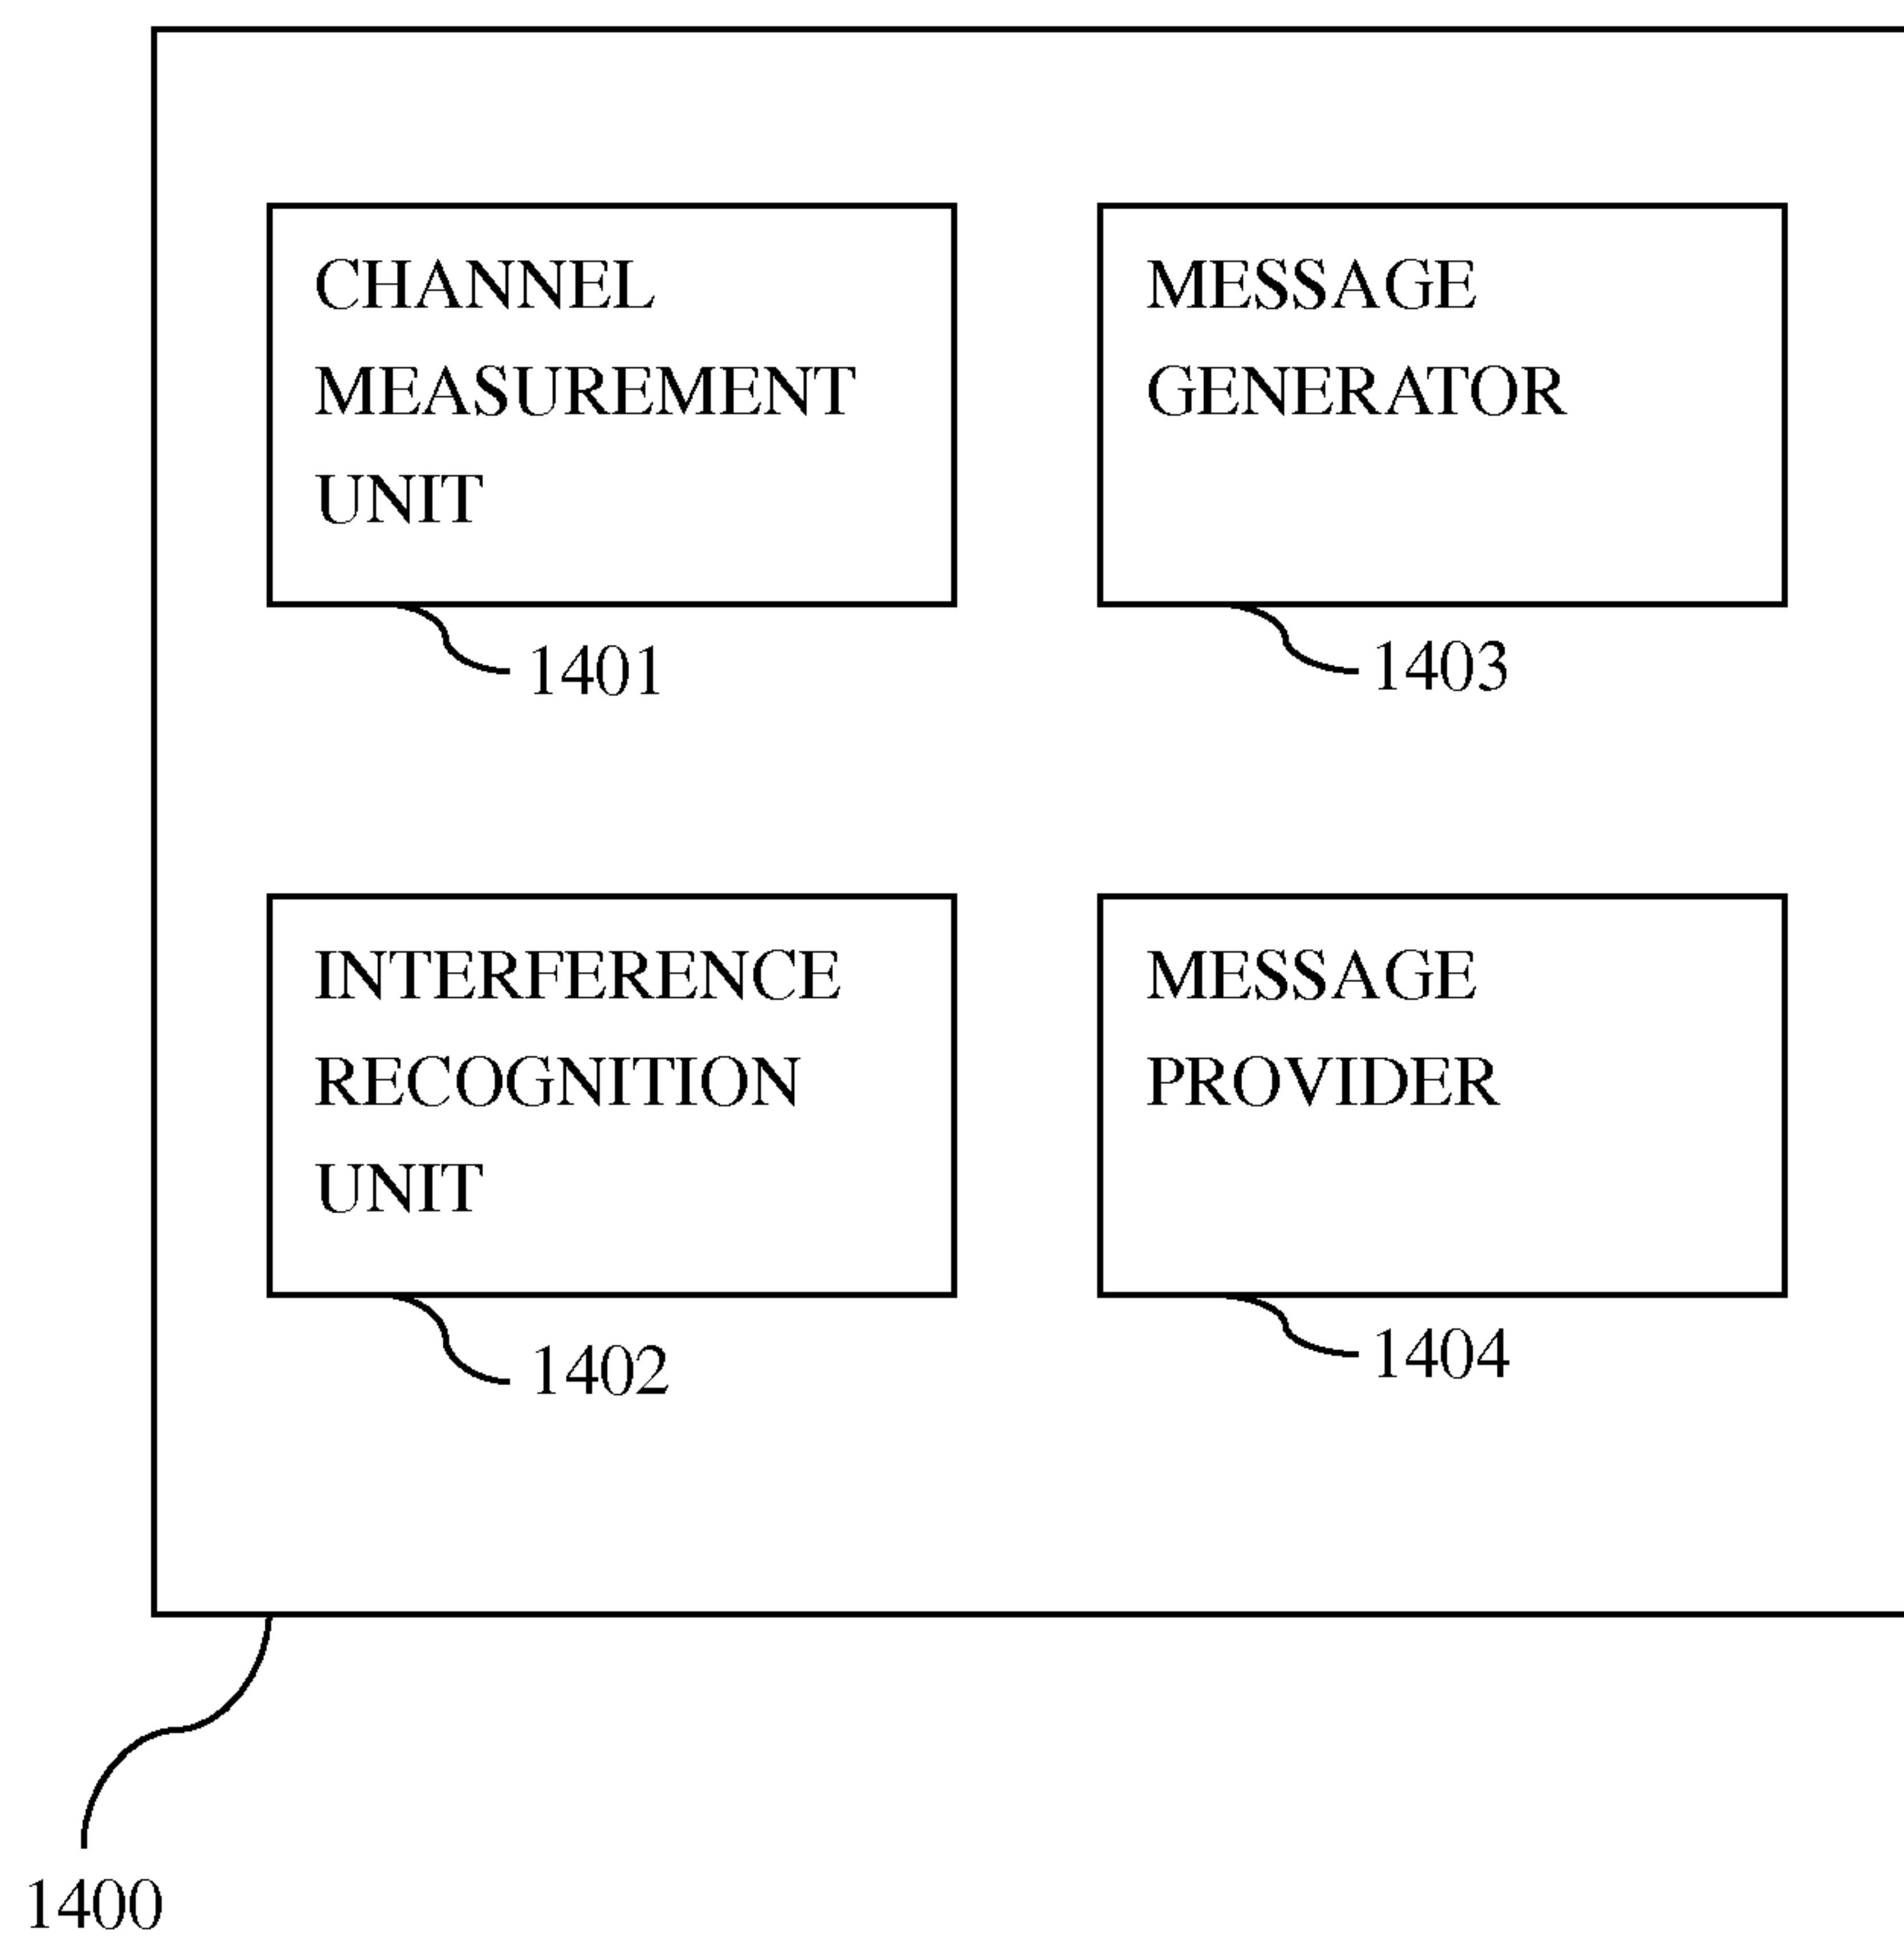 CHANNEL
MEASUREMENT
UNIT
1401
MESSAGE
GENERATOR
1403
INTERFERENCE
RECOGNITION
UNIT
1402
MESSAGE
PROVIDER
1404
1400